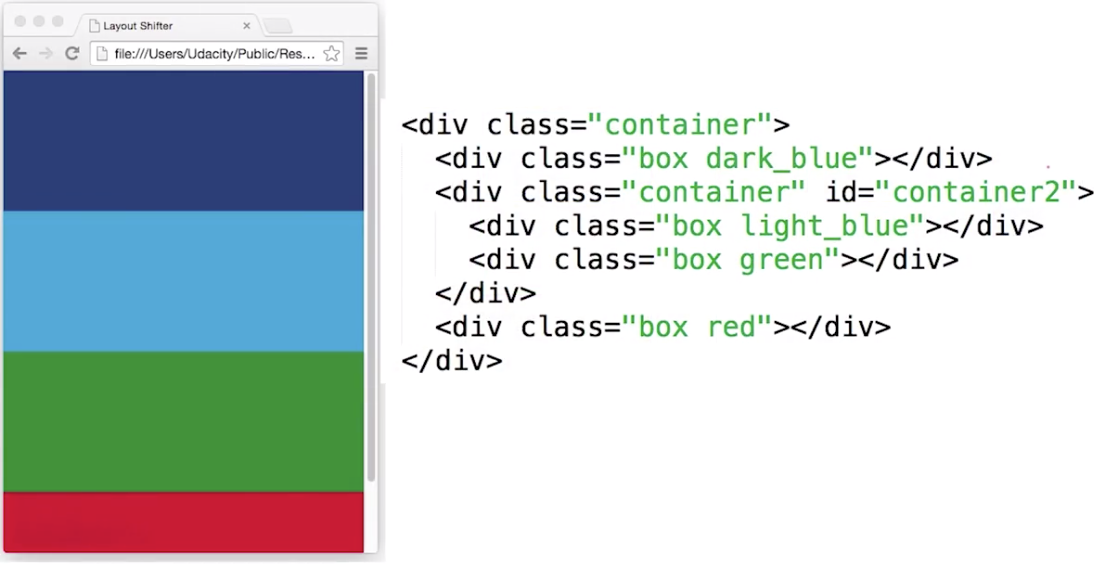 Layout Shifter
file:///Users/Udacity/Public/Res...
<div class="container">
  <div class="box dark_blue"></div>
  <div class="container" id="container2">
    <div class="box light_blue"></div>
    <div class="box green"></div>
  </div>
  <div class="box red"></div>
</div>